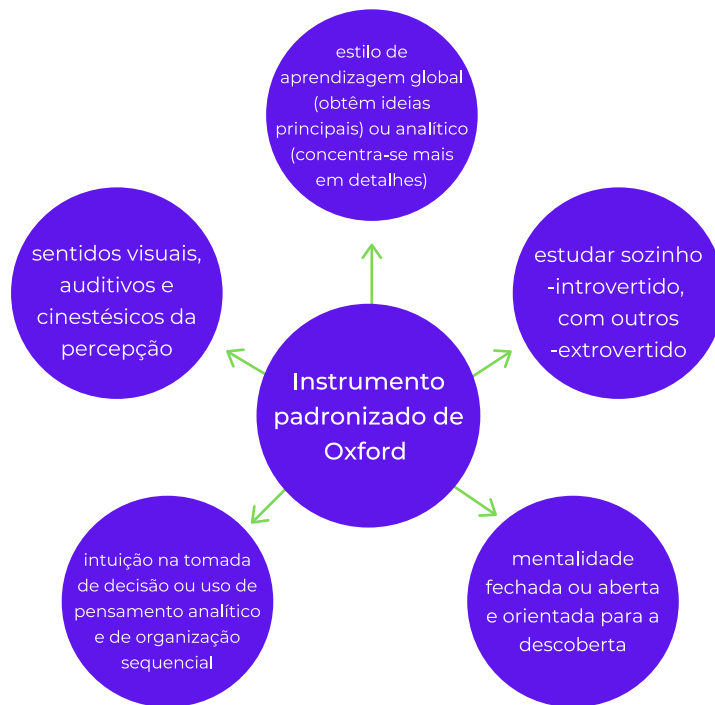 estilo de
aprendizagem global
(obtêm ideias
principais) ou analítico
(concentra-se mais
em detalhes)
sentidos visuais,
auditivos e
cinestésicos da
percepção
estudar sozinho
-introvertido,
com outros
-extrovertido
Instrumento
padronizado de
Oxford
intuição na tomada
de decisão ou uso de
pensamento analítico
e de organização
sequencial
mentalidade
fechada ou aberta
e orientada para a
descoberta